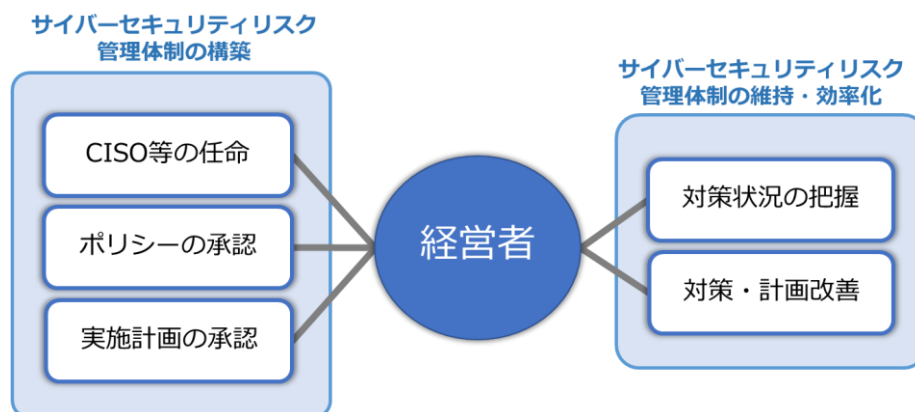 サイバーセキュリティリスク
管理体制の構築
CISO等の任命
ポリシーの承認
実施計画の承認
経営者
サイバーセキュリティリスク
管理体制の維持・効率化
対策状況の把握
対策・計画改善